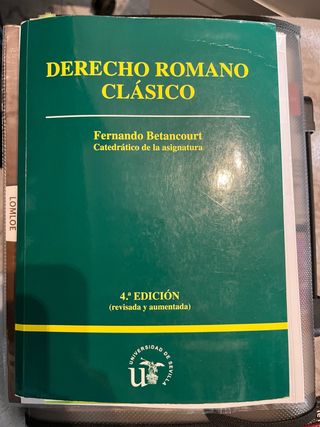 DERECHO ROMANO
CLÁSICO
Fernando Betancourt
Catedrático de la asignatura
4.ª EDICIÓN
(revisada y aumentada)
UNIVERSIDAD DE SEVILLA
LOMLOE